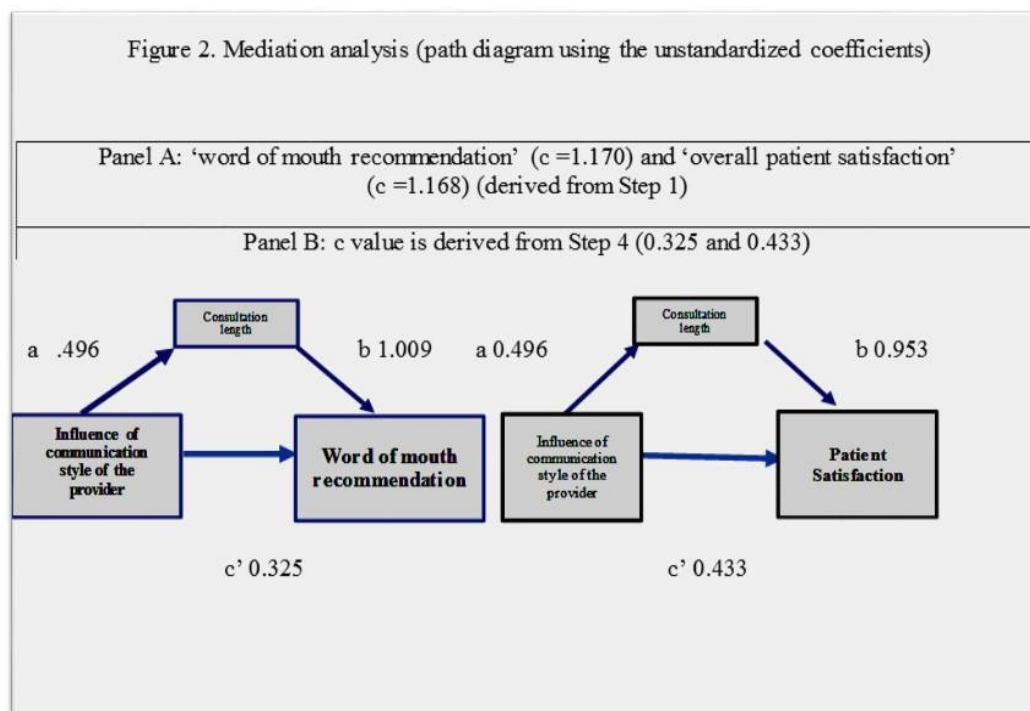 Figure 2. Mediation analysis (path diagram using the unstandardized coefficients)
Panel A: ‘word of mouth recommendation’ (c =1.170) and ‘overall patient satisfaction’
(c =1.168) (derived from Step 1)
Panel B: c value is derived from Step 4 (0.325 and 0.433)
Consultation
length
a .496
b 1.009
Influence of
communication
style of the
provider
Word of mouth
recommendation
c’ 0.325
Consultation
length
a 0.496
b 0.953
Influence of
communication
style of the
provider
Patient
Satisfaction
c’ 0.433